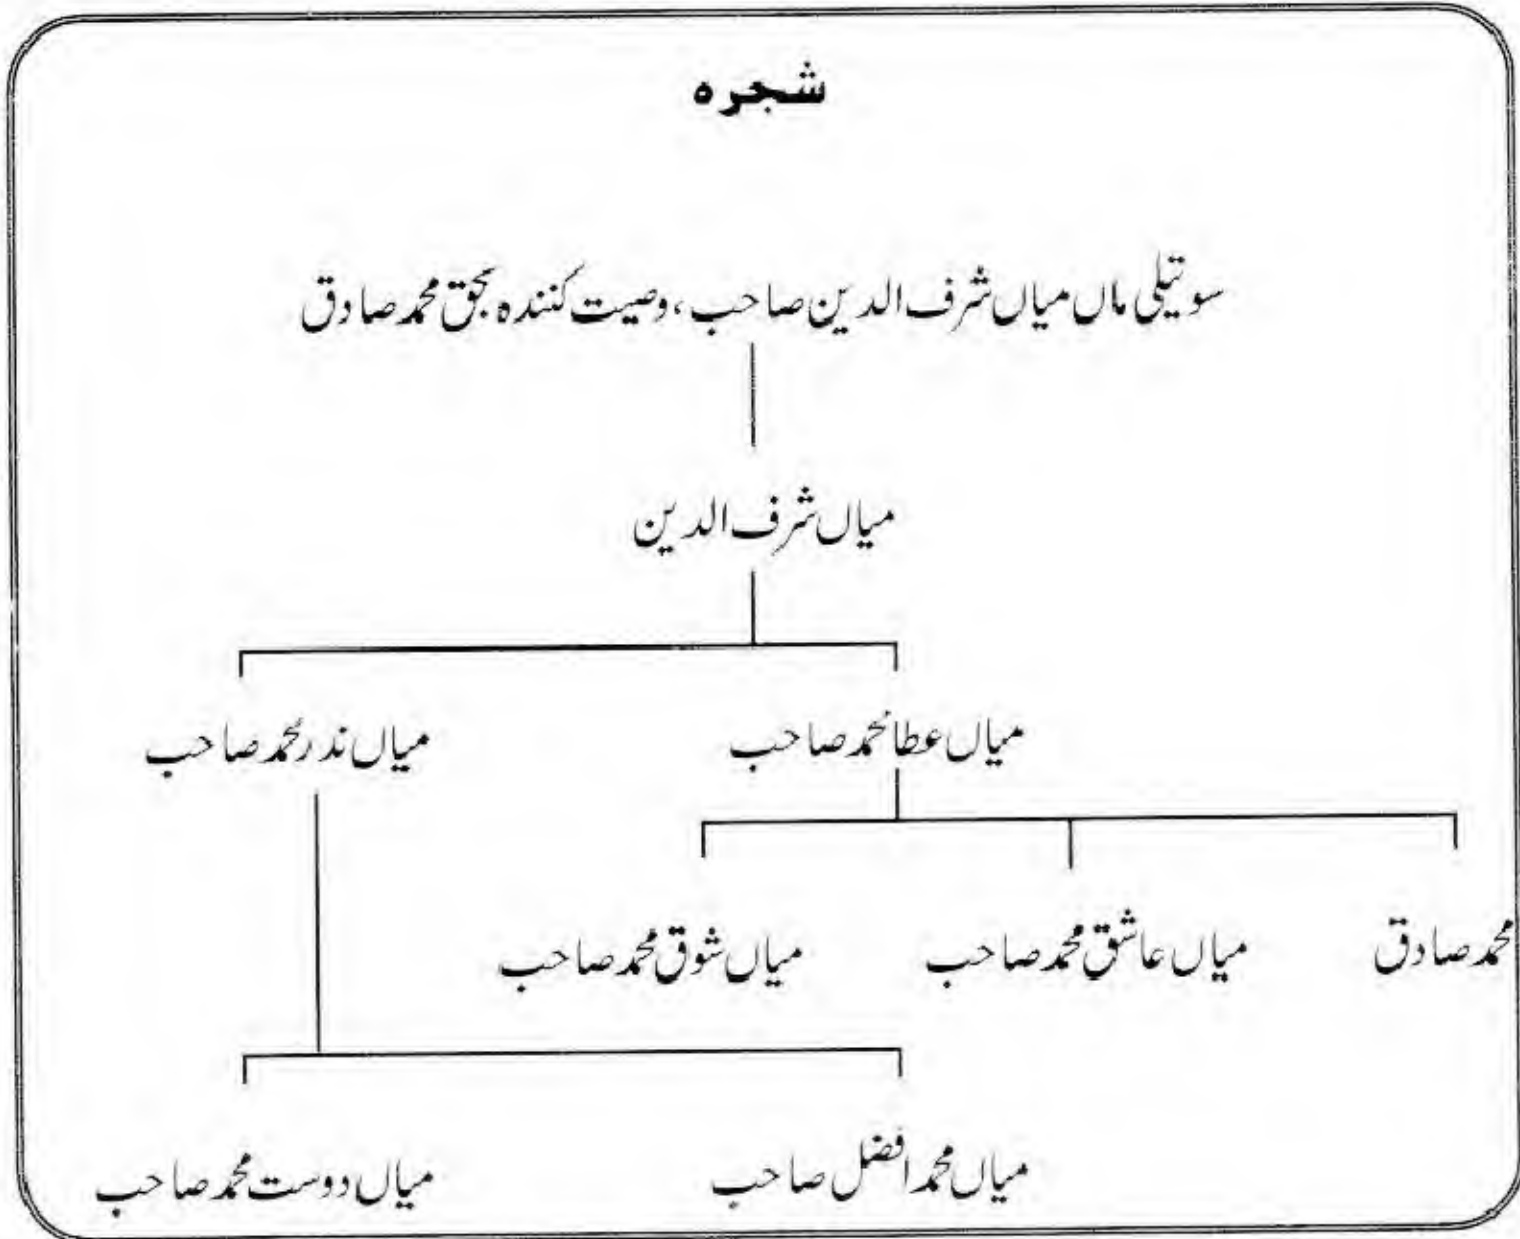 شجرہ
سوتیلی ماں میاں شرف الدین صاحب، وصیت کنندہ بحق محمد صادق
میاں شرف الدین
میاں عطا محمد صاحب
میاں نذر محمد صاحب
محمد صادق
میاں عاشق محمد صاحب
میاں شوق محمد صاحب
میاں محمد افضل صاحب
میاں دوست محمد صاحب